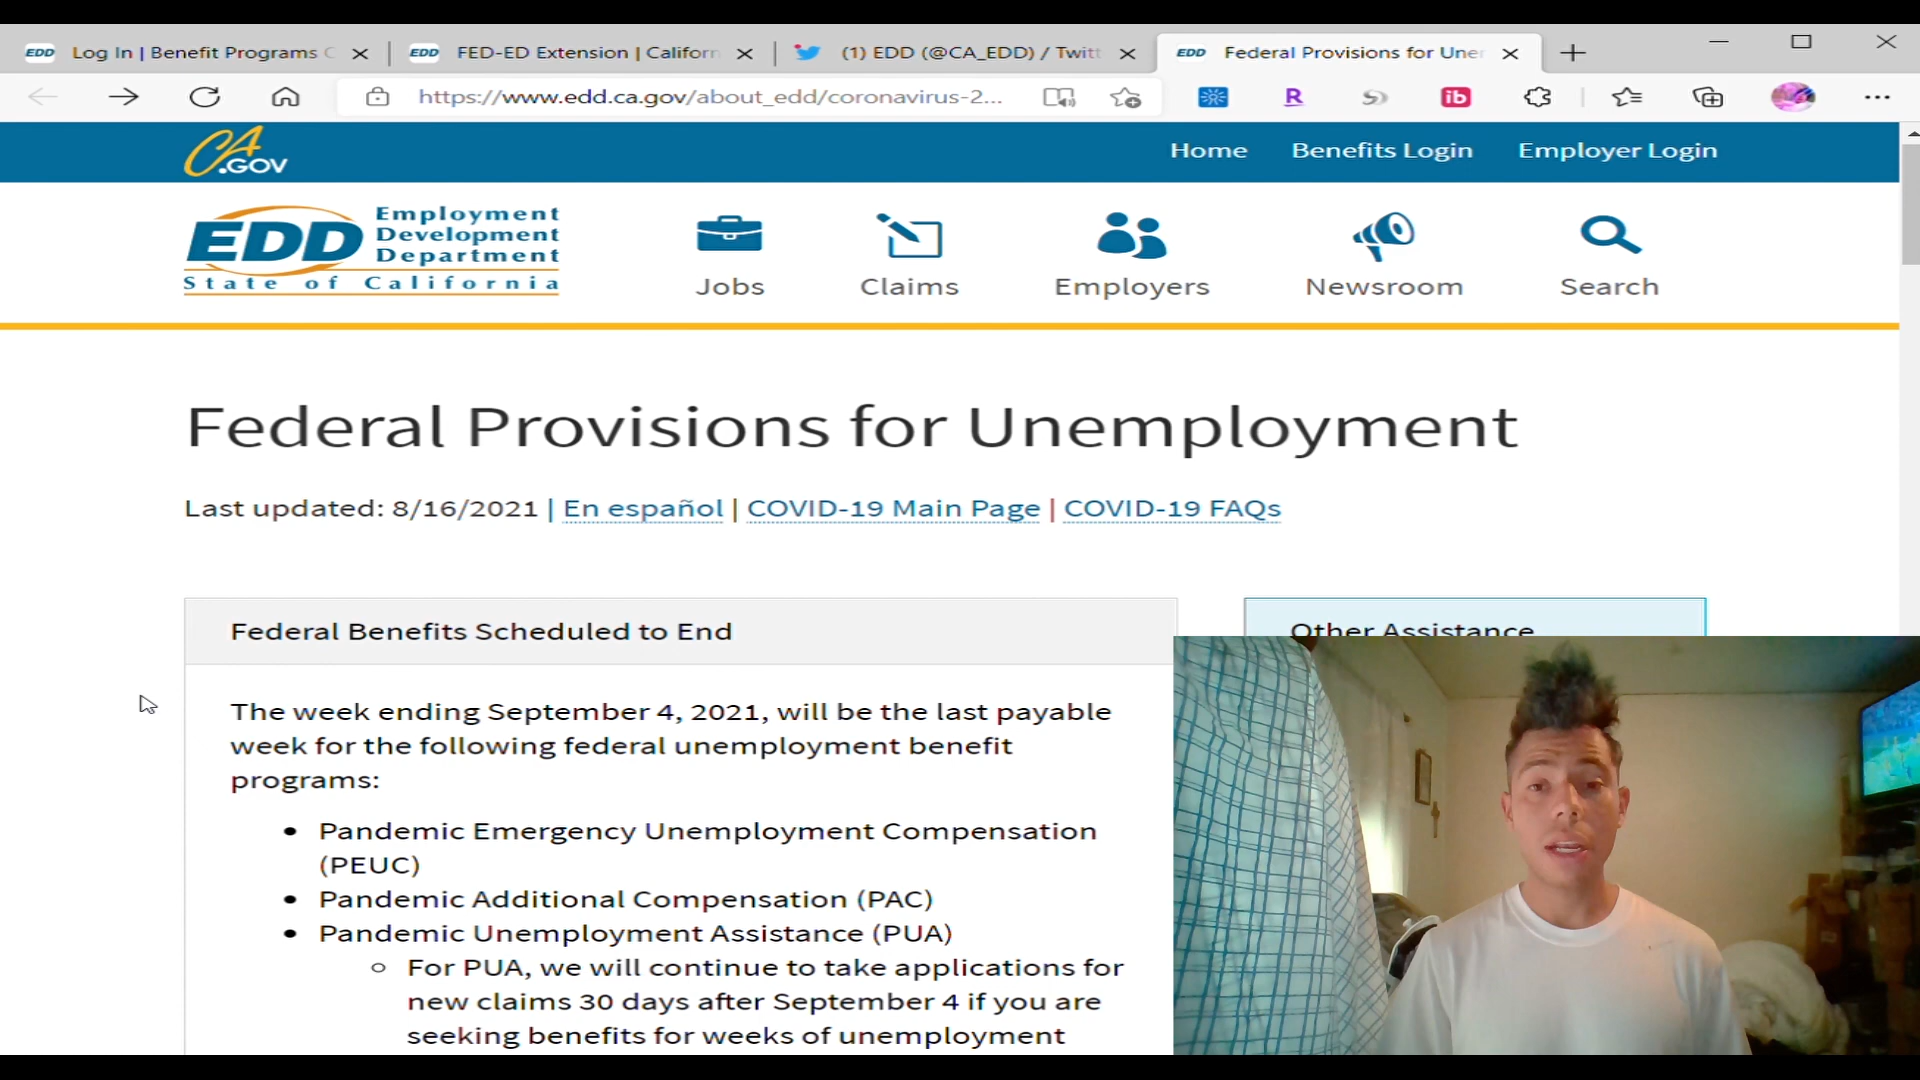 EDD Log In | Benefit Programs
EDD FED-ED Extension | Californ
(1) EDD (@CA_EDD) / Twitt
EDD Federal Provisions for Une
https://www.edd.ca.gov/about_edd/coronavirus-2...
R
ib
CA.GOV
Home Benefits Login Employer Login
EDD
Employment
Development
Department
State of California
Jobs Claims Employers Newsroom Search
Federal Provisions for Unemployment
Last updated: 8/16/2021 | En español | COVID-19 Main Page | COVID-19 FAQs
Federal Benefits Scheduled to End
Other Assistance
The week ending September 4, 2021, will be the last payable
week for the following federal unemployment benefit
programs:
• Pandemic Emergency Unemployment Compensation
(PEUC)
• Pandemic Additional Compensation (PAC)
• Pandemic Unemployment Assistance (PUA)
○ For PUA, we will continue to take applications for
new claims 30 days after September 4 if you are
seeking benefits for weeks of unemployment